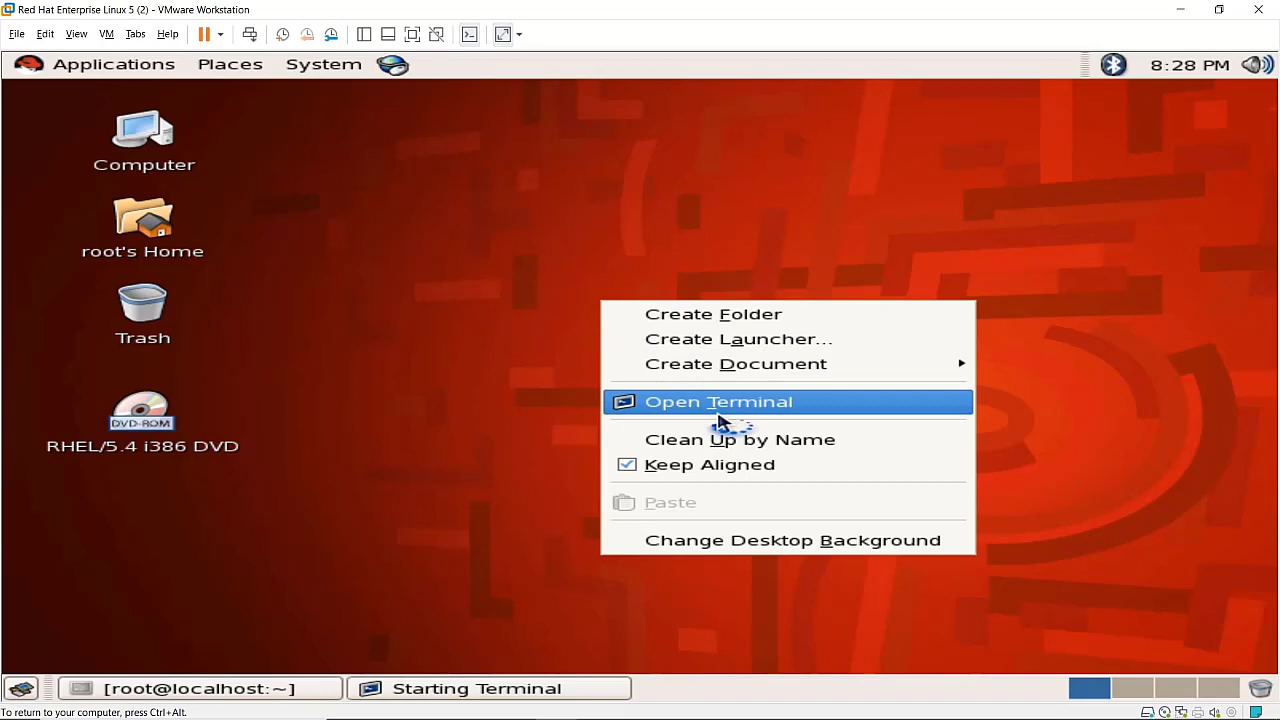 Red Hat Enterprise Linux 5 (2) - VMware Workstation
File Edit View VM Tabs Help
Applications Places System 8:28 PM
Computer
root's Home
Trash
DVD-ROM
RHEL/5.4 i386 DVD
Create Folder
Create Launcher...
Create Document
Open Terminal
Clean Up by Name
Keep Aligned
Paste
Change Desktop Background
[root@localhost:~] Starting Terminal
To return to your computer, press Ctrl+Alt.